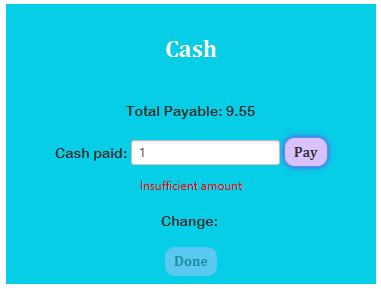 Cash
Total Payable: 9.55
Cash paid: 1 Pay
Insufficient amount
Change:
Done